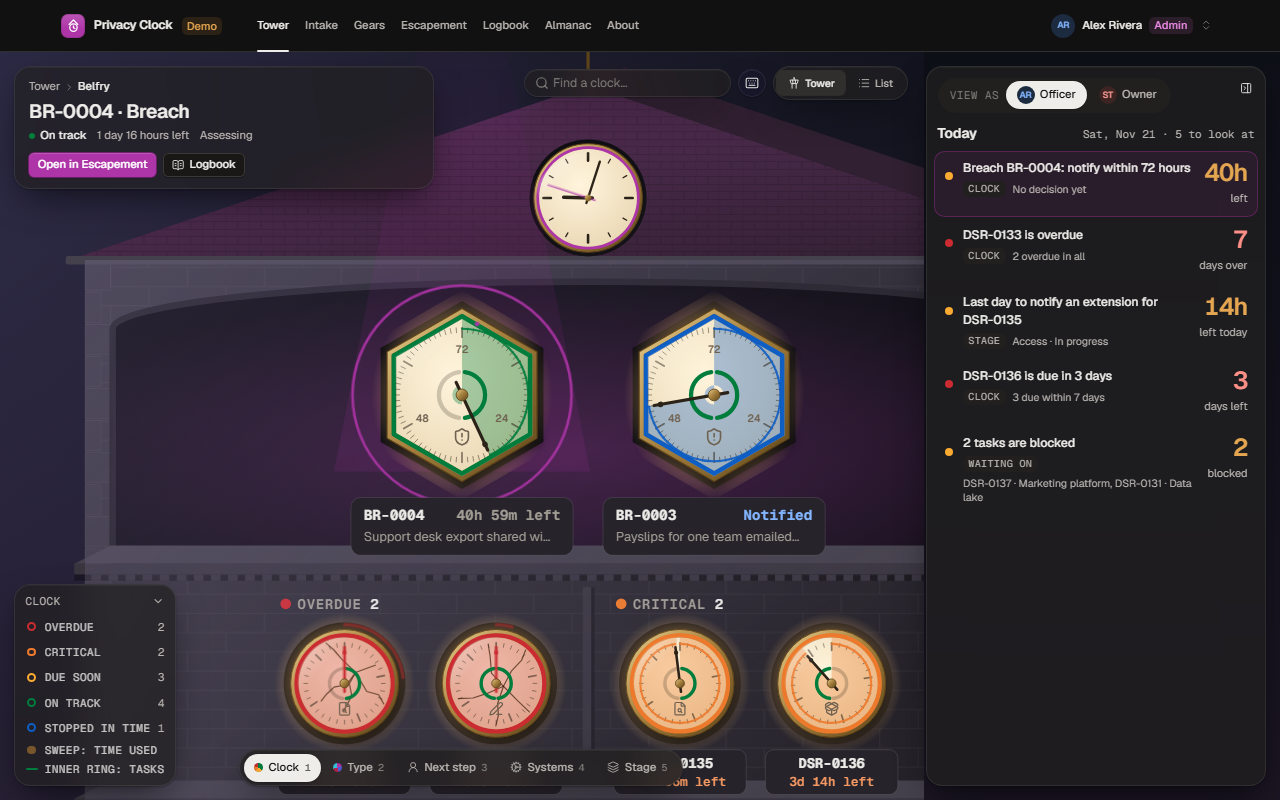 Privacy Clock Demo Tower Intake Gears Escapement Logbook Almanac About AR Alex Rivera Admin
Tower > Belfry
BR-0004 · Breach
On track 1 day 16 hours left Assessing
Open in Escapement Logbook
Find a clock...
Tower List
VIEW AS AR Officer ST Owner
Today Sat, Nov 21 · 5 to look at
Breach BR-0004: notify within 72 hours 40h
CLOCK No decision yet left
DSR-0133 is overdue 7
CLOCK 2 overdue in all days over
Last day to notify an extension for DSR-0135 14h
STAGE Access · In progress left today
DSR-0136 is due in 3 days 3
CLOCK 3 due within 7 days days left
2 tasks are blocked 2
WAITING ON blocked
DSR-0137 · Marketing platform, DSR-0131 · Data
lake
72 24 48
72 24 48
BR-0004 40h 59m left
Support desk export shared wi...
BR-0003 Notified
Payslips for one team emailed...
OVERDUE 2
CRITICAL 2
CLOCK
OVERDUE 2
CRITICAL 2
DUE SOON 3
ON TRACK 4
STOPPED IN TIME 1
SWEEP: TIME USED
INNER RING: TASKS
Clock 1 Type 2 Next step 3 Systems 4 Stage 5
0135
m left
DSR-0136
3d 14h left